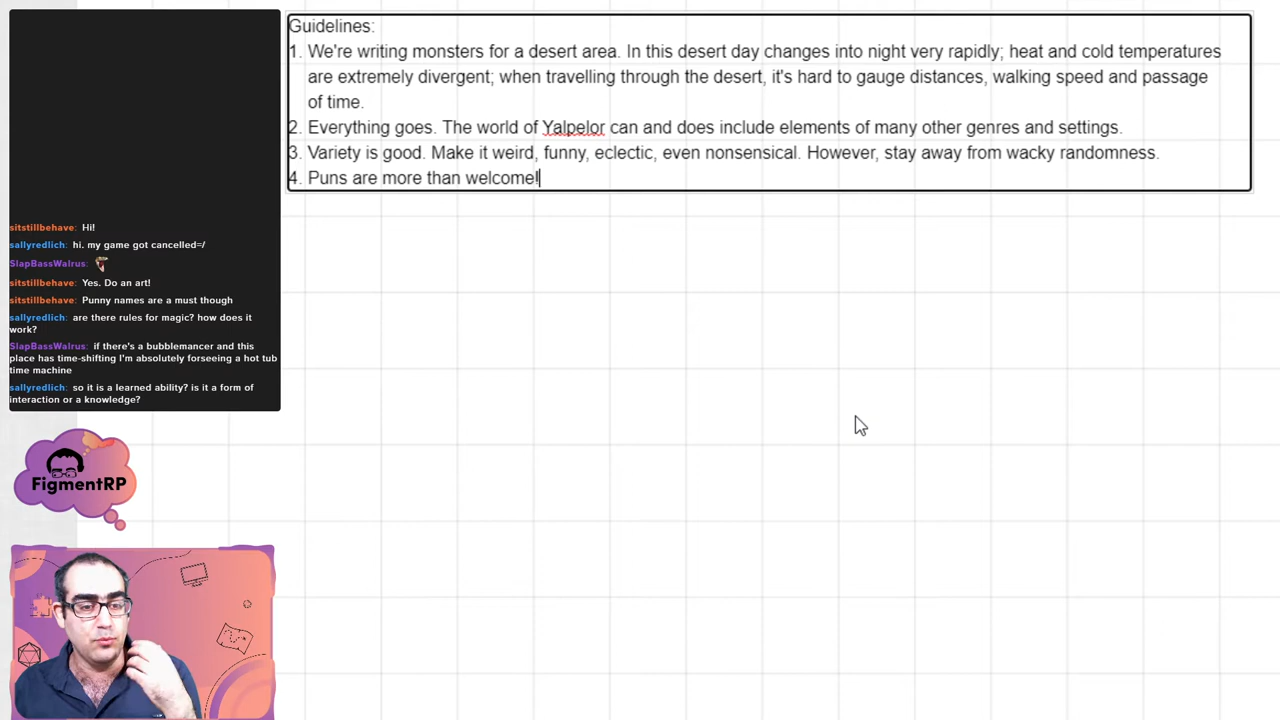 Guidelines:
1. We're writing monsters for a desert area. In this desert day changes into night very rapidly; heat and cold temperatures
are extremely divergent; when travelling through the desert, it's hard to gauge distances, walking speed and passage
of time.
2. Everything goes. The world of Yalpelor can and does include elements of many other genres and settings.
3. Variety is good. Make it weird, funny, eclectic, even nonsensical. However, stay away from wacky randomness.
4. Puns are more than welcome!
sitstillbehave: Hi!
sallyredlich: hi. my game got cancelled=/
SlapBassWalrus:
sitstillbehave: Yes. Do an art!
sitstillbehave: Punny names are a must though
sallyredlich: are there rules for magic? how does it
work?
SlapBassWalrus: if there's a bubblemancer and this
place has time-shifting I'm absolutely forseeing a hot tub
time machine
sallyredlich: so it is a learned ability? is it a form of
interaction or a knowledge?
FigmentRP